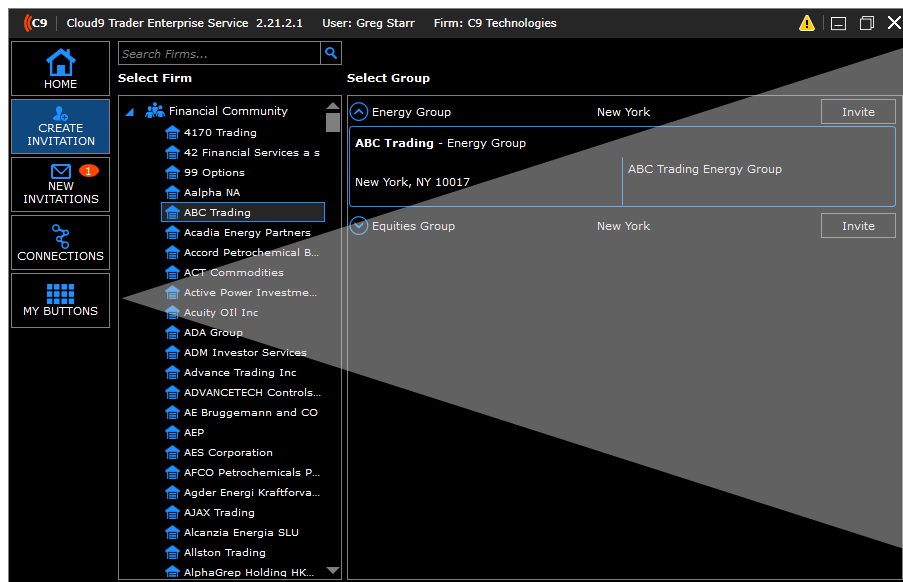 C9 Cloud9 Trader Enterprise Service 2.21.2.1 User: Greg Starr Firm: C9 Technologies
HOME
CREATE
INVITATION
1
NEW
INVITATIONS
CONNECTIONS
MY BUTTONS
Search Firms...
Select Firm
Financial Community
4170 Trading
42 Financial Services a s
99 Options
Aalpha NA
ABC Trading
Acadia Energy Partners
Accord Petrochemical B...
ACT Commodities
Active Power Investme...
Acuity OIl Inc
ADA Group
ADM Investor Services
Advance Trading Inc
ADVANCETECH Controls...
AE Bruggemann and CO
AEP
AES Corporation
AFCO Petrochemicals P...
Agder Energi Kraftforva...
AJAX Trading
Alcanzia Energia SLU
Allston Trading
AlphaGrep Holding HK...
Select Group
Energy Group New York Invite
ABC Trading - Energy Group
New York, NY 10017
ABC Trading Energy Group
Equities Group New York Invite